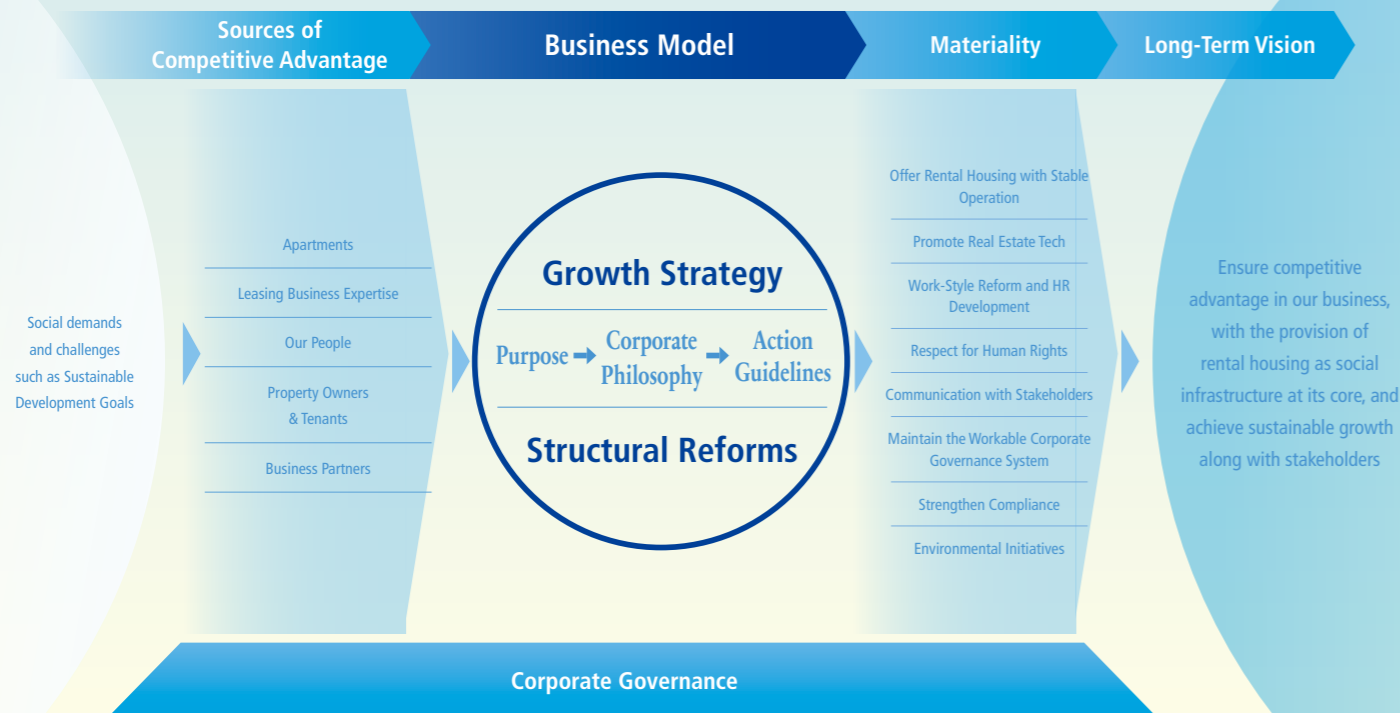 Sources of
Competitive Advantage
Business Model
Materiality
Long-Term Vision
Social demands
and challenges
such as Sustainable
Development Goals
Apartments
Leasing Business Expertise
Our People
Property Owners
& Tenants
Business Partners
Growth Strategy
Purpose
Corporate
Philosophy
Action
Guidelines
Structural Reforms
Offer Rental Housing with Stable
Operation
Promote Real Estate Tech
Work-Style Reform and HR
Development
Respect for Human Rights
Communication with Stakeholders
Maintain the Workable Corporate
Governance System
Strengthen Compliance
Environmental Initiatives
Ensure competitive
advantage in our business,
with the provision of
rental housing as social
infrastructure at its core, and
achieve sustainable growth
along with stakeholders
Corporate Governance